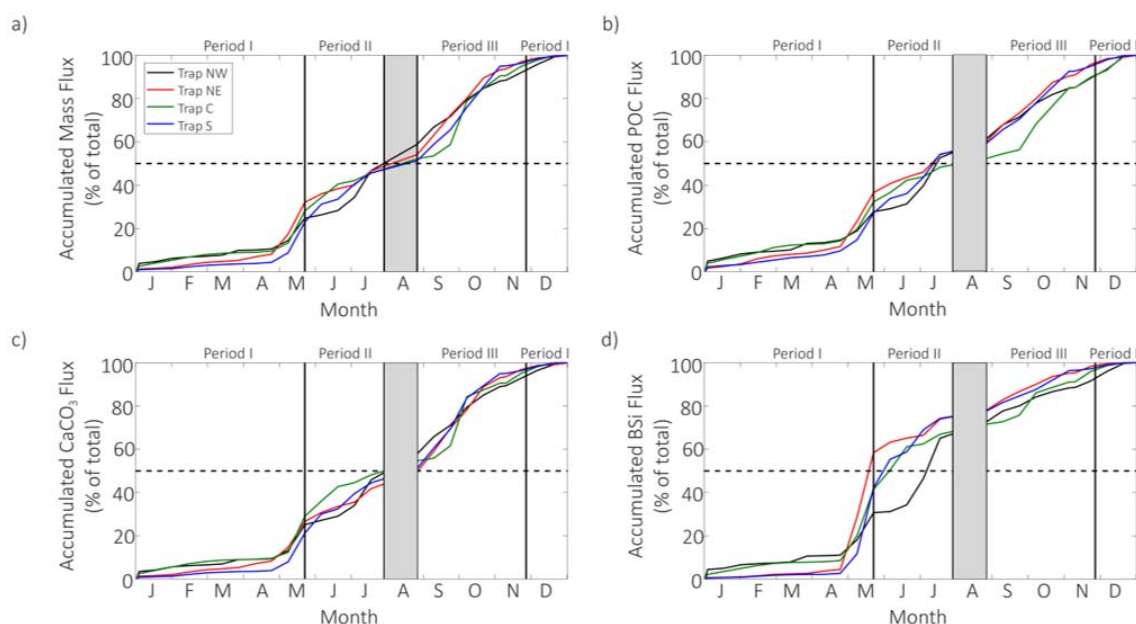 a)
Period I Period II Period III Period I
100
80
60
40
20
0
Accumulated Mass Flux
(% of total)
Trap NW
Trap NE
Trap C
Trap S
J F M A M J J A S O N D
Month
b)
Period I Period II Period III Period I
100
80
60
40
20
0
Accumulated POC Flux
(% of total)
J F M A M J J A S O N D
Month
c)
Period I Period II Period III Period I
100
80
60
40
20
0
Accumulated CaCO₃ Flux
(% of total)
J F M A M J J A S O N D
Month
d)
Period I Period II Period III Period I
100
80
60
40
20
0
Accumulated BSi Flux
(% of total)
J F M A M J J A S O N D
Month